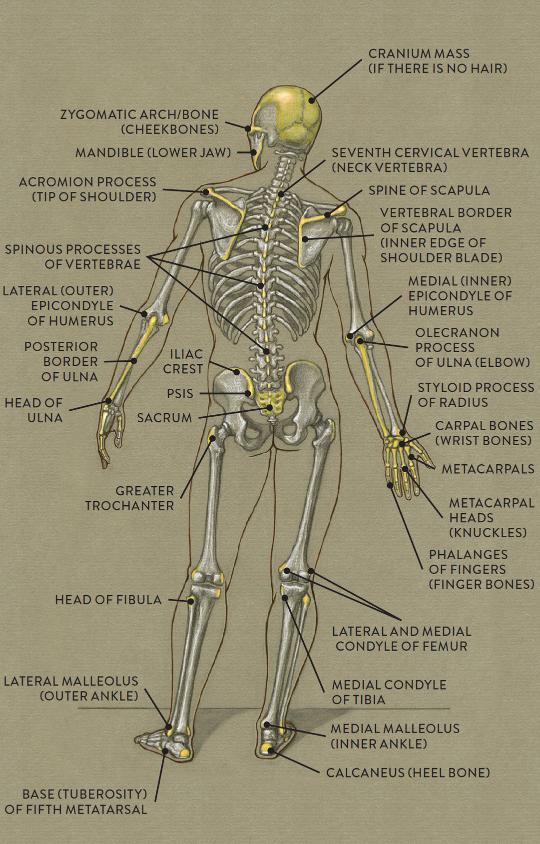 CRANIUM MASS
(IF THERE IS NO HAIR)
ZYGOMATIC ARCH/BONE
(CHEEKBONES)
MANDIBLE (LOWER JAW)
SEVENTH CERVICAL VERTEBRA
(NECK VERTEBRA)
ACROMION PROCESS
(TIP OF SHOULDER)
SPINE OF SCAPULA
VERTEBRAL BORDER
OF SCAPULA
(INNER EDGE OF
SHOULDER BLADE)
SPINOUS PROCESSES
OF VERTEBRAE
LATERAL (OUTER)
EPICONDYLE
OF HUMERUS
MEDIAL (INNER)
EPICONDYLE OF
HUMERUS
OLECRANON
PROCESS
OF ULNA (ELBOW)
POSTERIOR
BORDER
OF ULNA
ILIAC
CREST
PSIS
SACRUM
STYLOID PROCESS
OF RADIUS
HEAD OF
ULNA
CARPAL BONES
(WRIST BONES)
METACARPALS
GREATER
TROCHANTER
METACARPAL
HEADS
(KNUCKLES)
PHALANGES
OF FINGERS
(FINGER BONES)
HEAD OF FIBULA
LATERAL AND MEDIAL
CONDYLE OF FEMUR
LATERAL MALLEOLUS
(OUTER ANKLE)
MEDIAL CONDYLE
OF TIBIA
MEDIAL MALLEOLUS
(INNER ANKLE)
CALCANEUS (HEEL BONE)
BASE (TUBEROSITY)
OF FIFTH METATARSAL